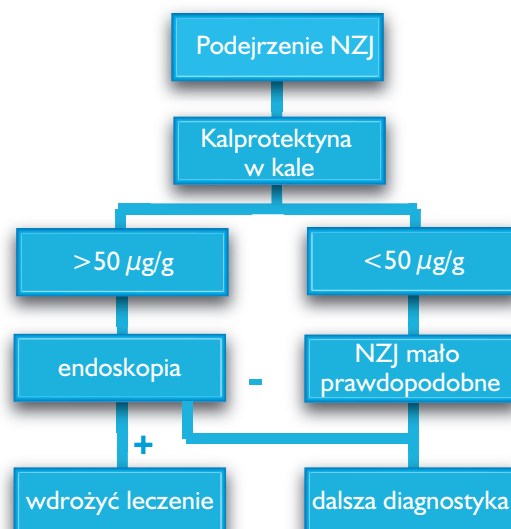 Podejrzenie NZJ
Kalprotektyna
w kale
>50 µg/g
<50 µg/g
endoskopia
-
NZJ mało
prawdopodobne
+
wdrożyć leczenie
dalsza diagnostyka